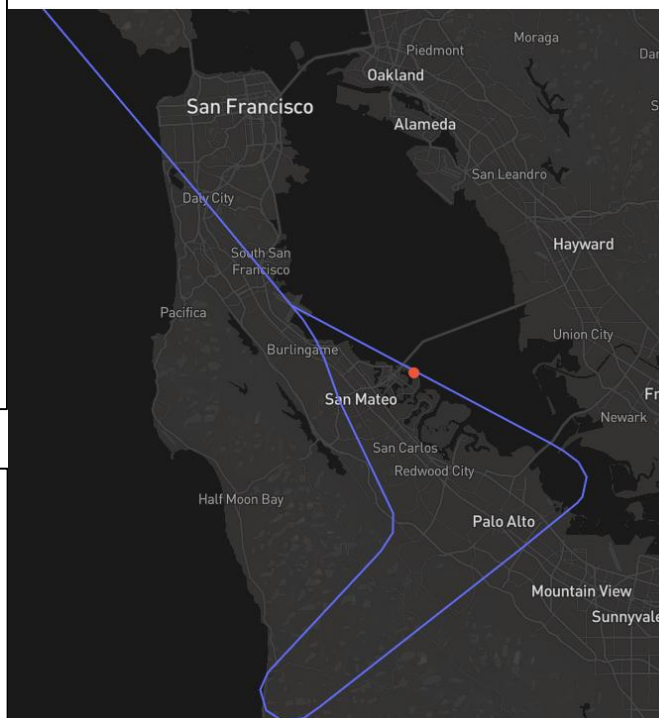 Moraga
Piedmont
Oakland
San Francisco
Alameda
San Leandro
Daly City
Hayward
South San
Francisco
Pacifica
Union City
Burlingame
San Mateo
Newark
San Carlos
Redwood City
Half Moon Bay
Palo Alto
Mountain View
Sunnyvale